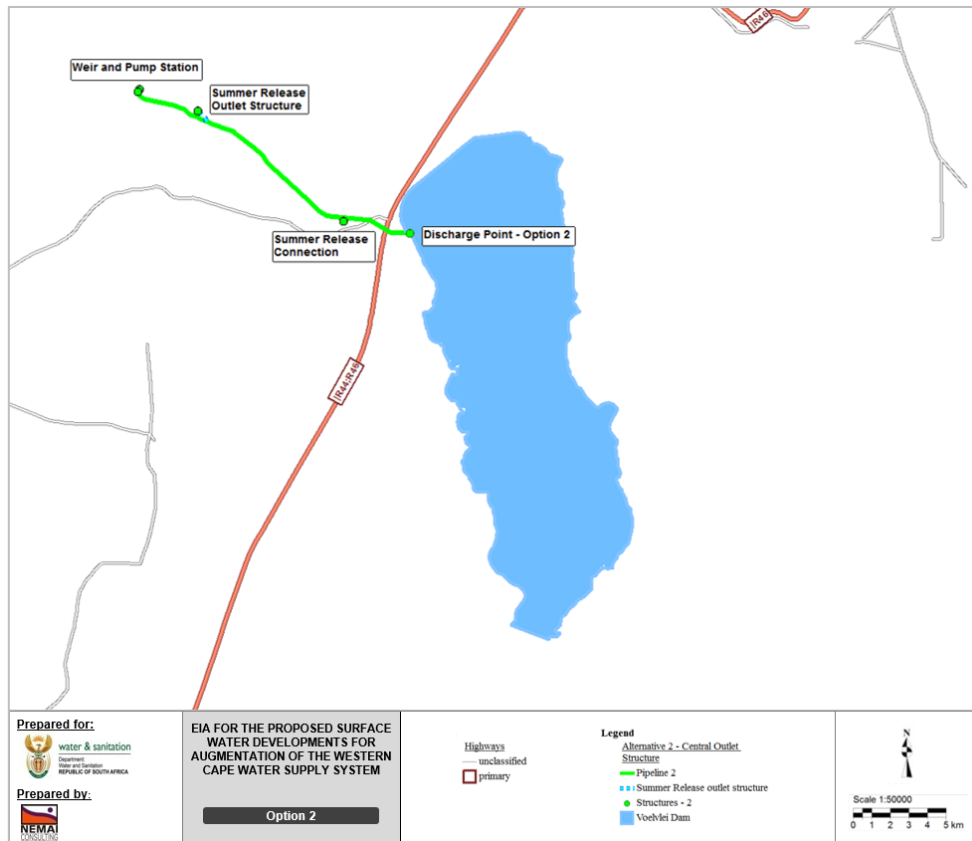 R46
Weir and Pump Station
Summer Release
Outlet Structure
Summer Release
Connection
Discharge Point - Option 2
R44;R46
Prepared for:
water & sanitation
Department:
Water and Sanitation
REPUBLIC OF SOUTH AFRICA
Prepared by:
NEMAI
CONSULTING
EIA FOR THE PROPOSED SURFACE
WATER DEVELOPMENTS FOR
AUGMENTATION OF THE WESTERN
CAPE WATER SUPPLY SYSTEM
Option 2
Highways
unclassified
primary
Legend
Alternative 2 - Central Outlet
Structure
Pipeline 2
Summer Release outlet structure
Structures - 2
Voelvlei Dam
N
Scale 1:50000
0 1 2 3 4 5 km